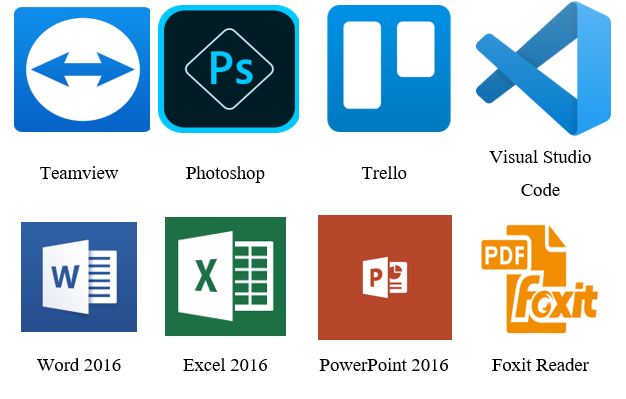 Ps
Teamview
Photoshop
Trello
Visual Studio
Code
W
X
P
PDF
foxit
Word 2016
Excel 2016
PowerPoint 2016
Foxit Reader